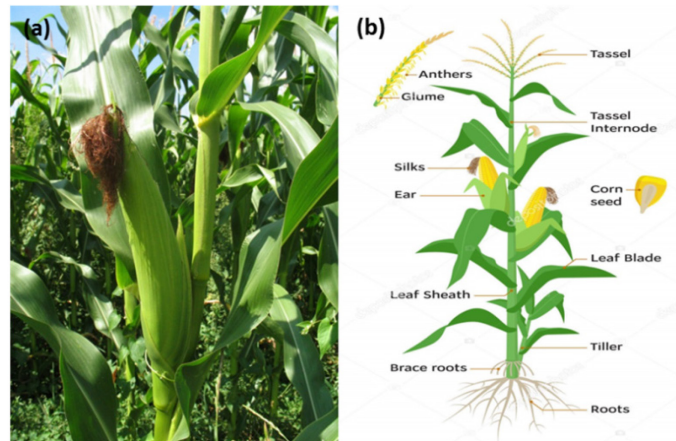 (a)
(b)
Tassel
Anthers
Glume
Tassel
Internode
Silks
Ear
Corn
seed
Leaf Blade
Leaf Sheath
Tiller
Brace roots
Roots